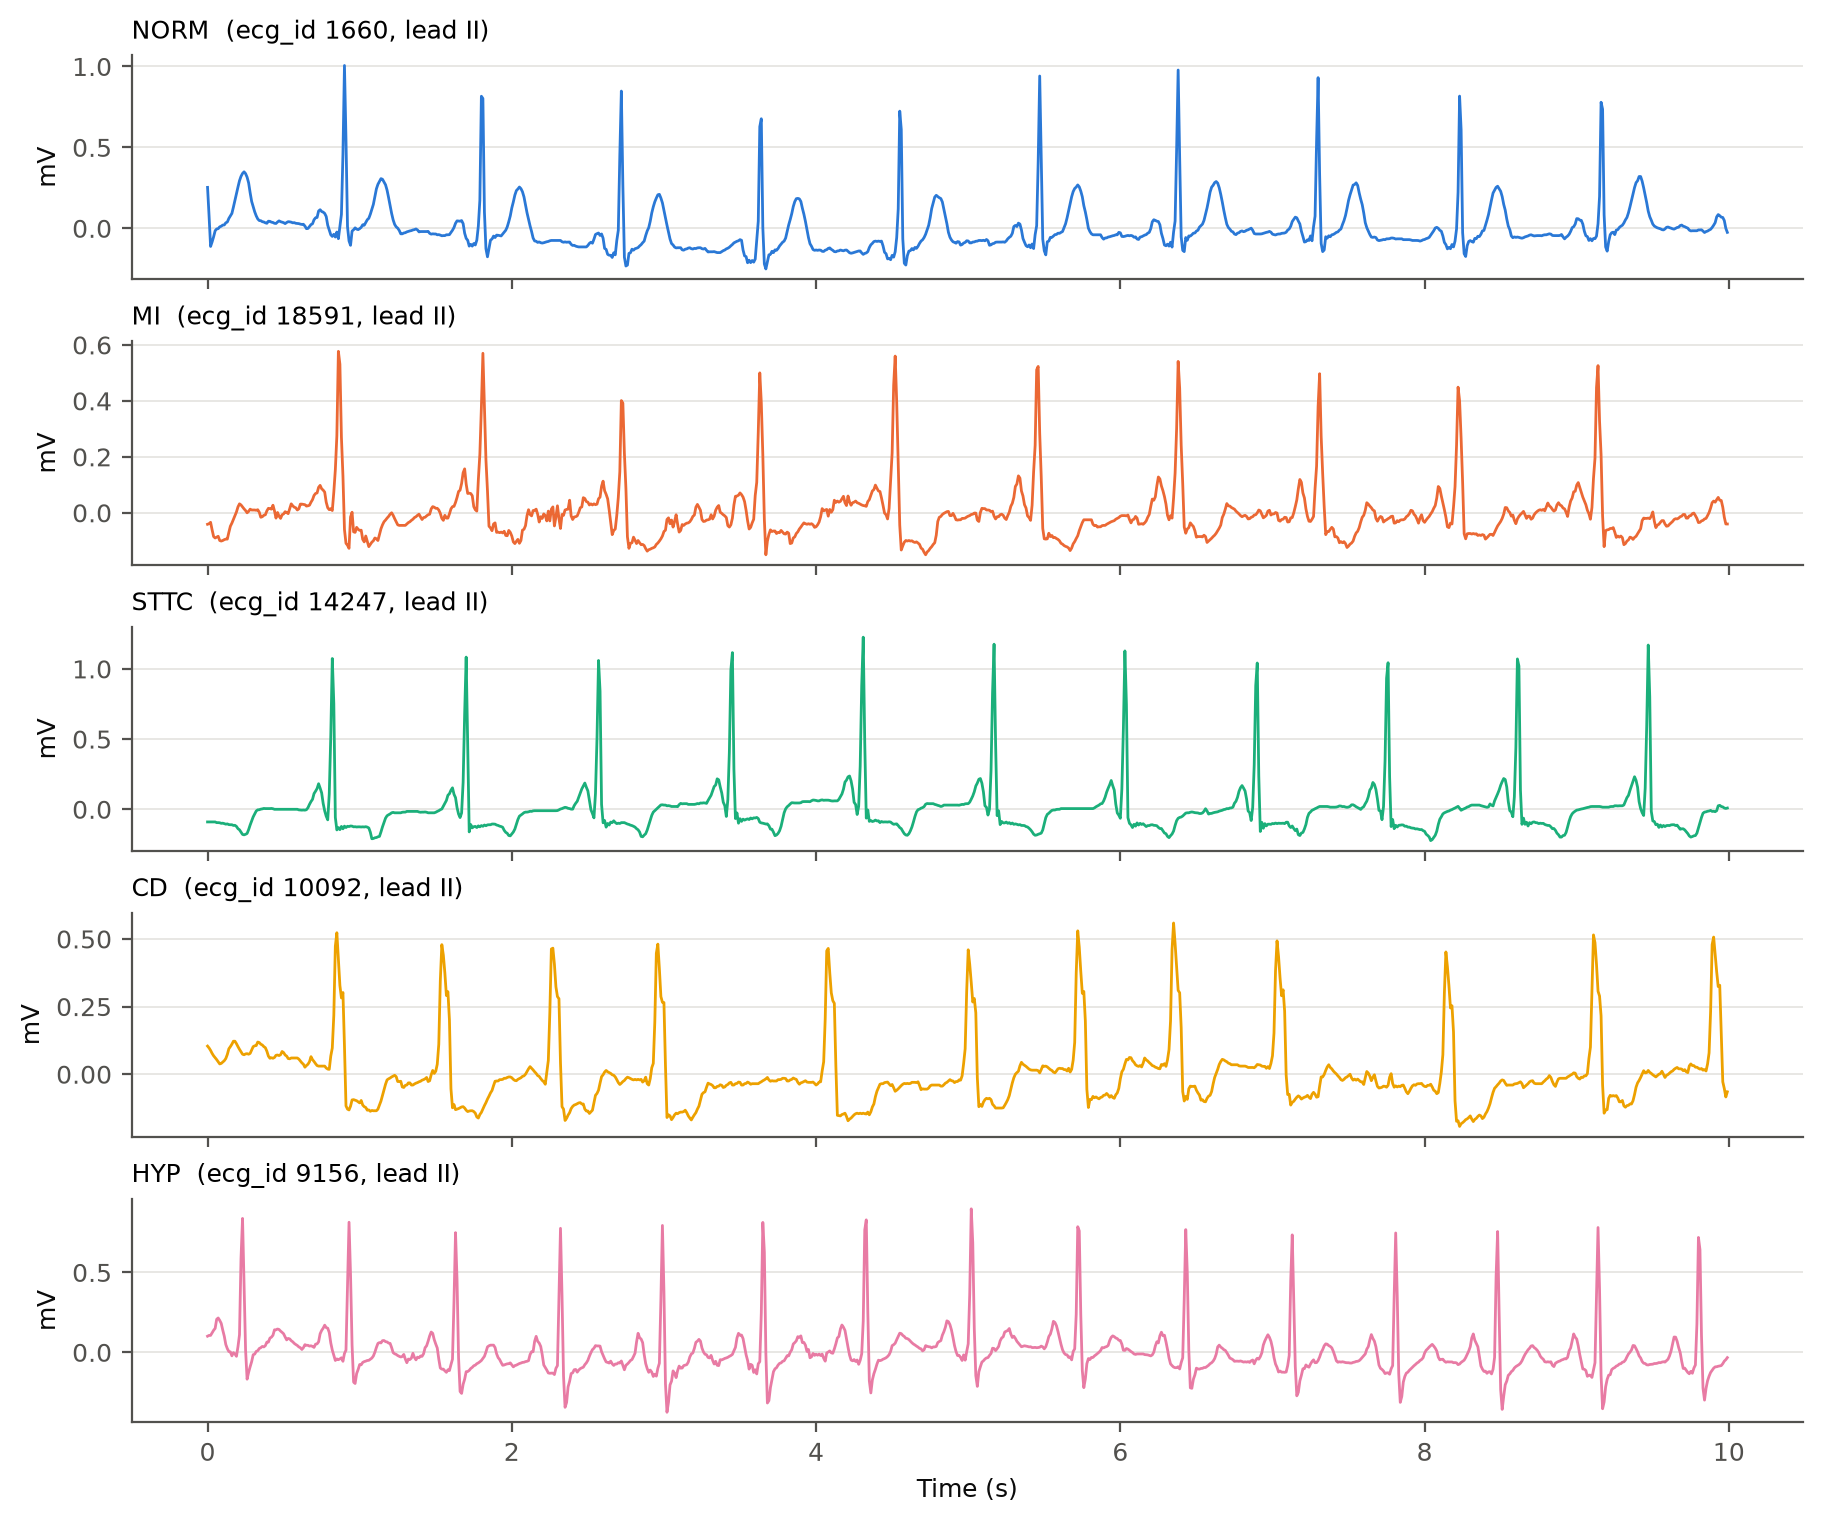 NORM  (ecg_id 1660, lead II)
1.0
0.5
0.0
mV
MI  (ecg_id 18591, lead II)
0.6
0.4
0.2
0.0
mV
STTC  (ecg_id 14247, lead II)
1.0
0.5
0.0
mV
CD  (ecg_id 10092, lead II)
0.50
0.25
0.00
mV
HYP  (ecg_id 9156, lead II)
0.5
0.0
mV
0 2 4 6 8 10
Time (s)